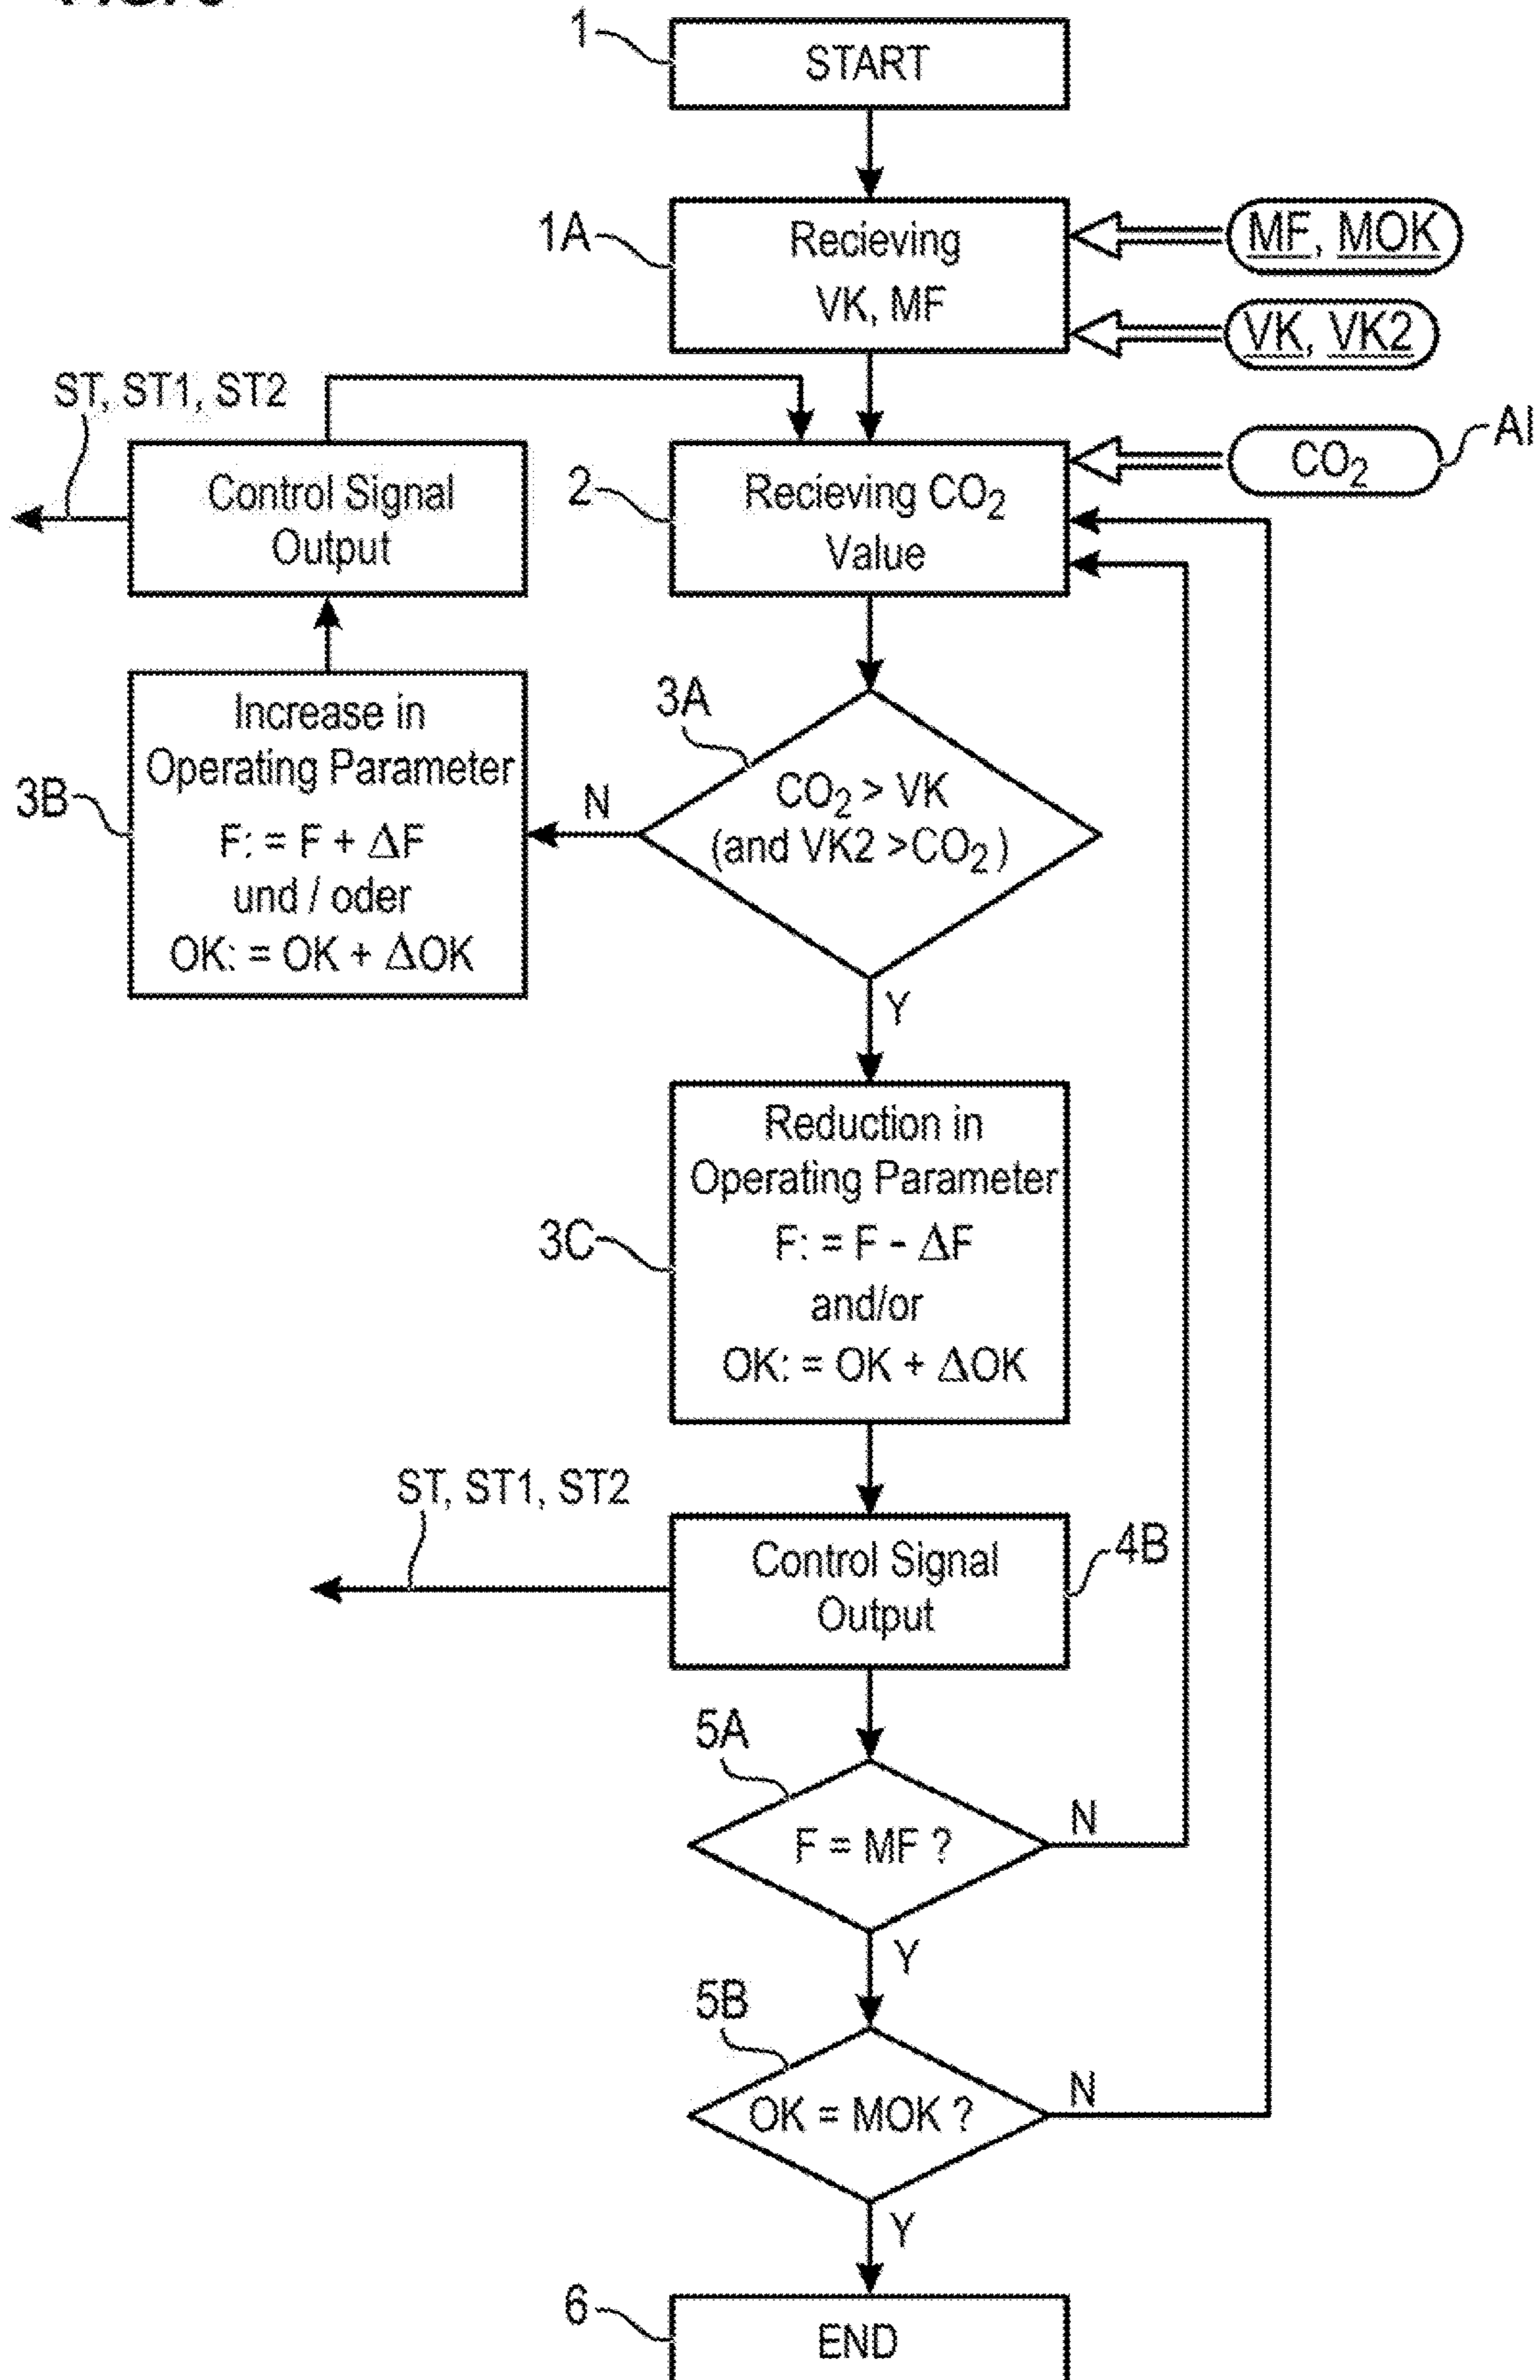 1
START
1A
Recieving
VK, MF
MF, MOK
VK, VK2
ST, ST1, ST2
Control Signal
Output
2
Recieving CO2
Value
CO2
AI
3B
Increase in
Operating Parameter
F: = F + ΔF
und / oder
OK: = OK + ΔOK
N
3A
CO2 > VK
(and VK2 >CO2 )
Y
3C
Reduction in
Operating Parameter
F: = F - ΔF
and/or
OK: = OK + ΔOK
ST, ST1, ST2
Control Signal
Output
4B
5A
F = MF ?
N
Y
5B
OK = MOK ?
N
Y
6
END